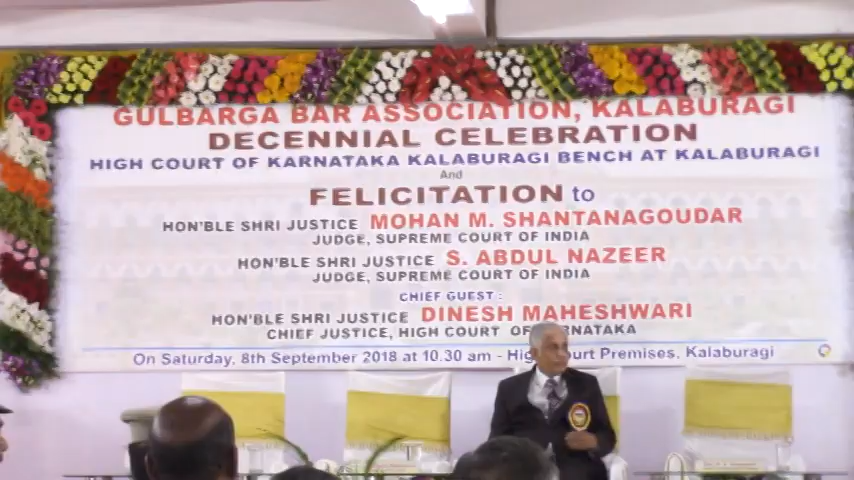 GULBARGA BAR ASSOCIATION, KALABURAGI
DECENNIAL CELEBRATION
HIGH COURT OF KARNATAKA KALABURAGI BENCH AT KALABURAGI
And
FELICITATION to
HON'BLE SHRI JUSTICE MOHAN M. SHANTANAGOUDAR
JUDGE, SUPREME COURT OF INDIA
HON'BLE SHRI JUSTICE S. ABDUL NAZEER
JUDGE, SUPREME COURT OF INDIA
CHIEF GUEST:
HON'BLE SHRI JUSTICE DINESH MAHESHWARI
CHIEF JUSTICE, HIGH COURT OF RNATAKA
On Saturday, 8th September 2018 at 10.30 am - Hig Court Premises, Kalaburagi